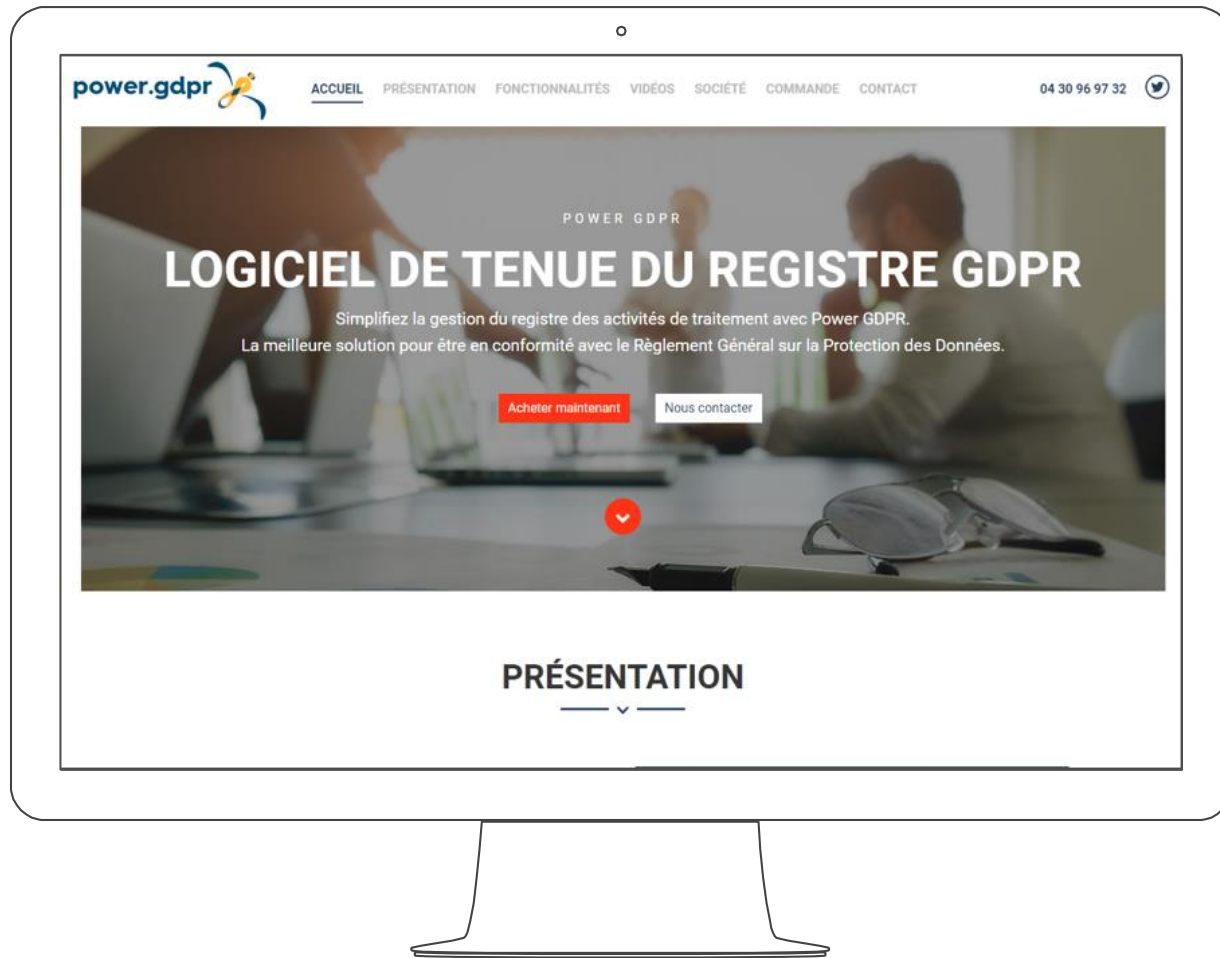 power.gdpr
ACCUEIL PRÉSENTATION FONCTIONNALITÉS VIDÉOS SOCIÉTÉ COMMANDE CONTACT 04 30 96 97 32
POWER GDPR
LOGICIEL DE TENUE DU REGISTRE GDPR
Simplifiez la gestion du registre des activités de traitement avec Power GDPR.
La meilleure solution pour être en conformité avec le Règlement Général sur la Protection des Données.
Acheter maintenant Nous contacter
PRÉSENTATION